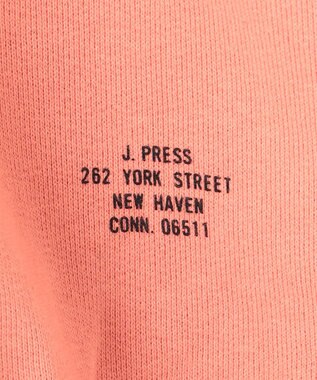 J. PRESS
262 YORK STREET
NEW HAVEN
CONN. 06511